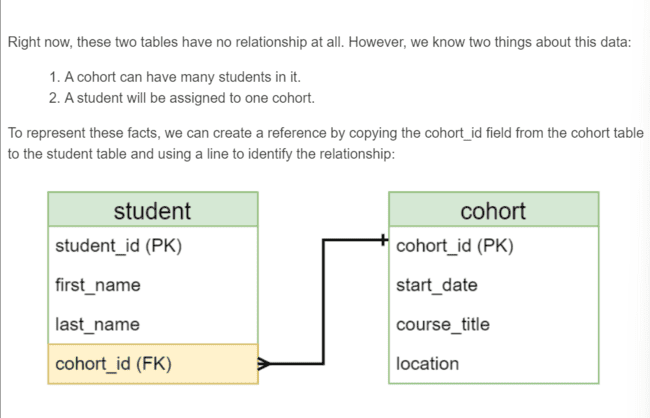 Right now, these two tables have no relationship at all. However, we know two things about this data:
1. A cohort can have many students in it.
2. A student will be assigned to one cohort.
To represent these facts, we can create a reference by copying the cohort_id field from the cohort table
to the student table and using a line to identify the relationship:
student
student_id (PK)
first_name
last_name
cohort_id (FK)
cohort
cohort_id (PK)
start_date
course_title
location